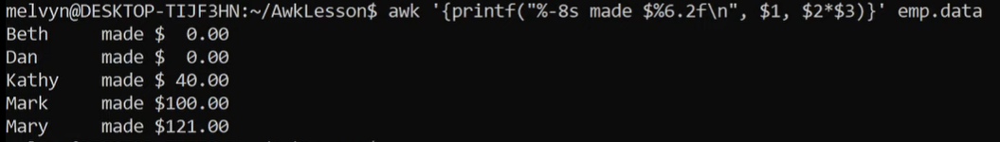 melvyn@DESKTOP-TIJF3HN:~/AwkLesson$ awk '{printf("%-8s made $%6.2f\n", $1, $2*$3)}' emp.data
Beth     made $  0.00
Dan      made $  0.00
Kathy    made $ 40.00
Mark     made $100.00
Mary     made $121.00